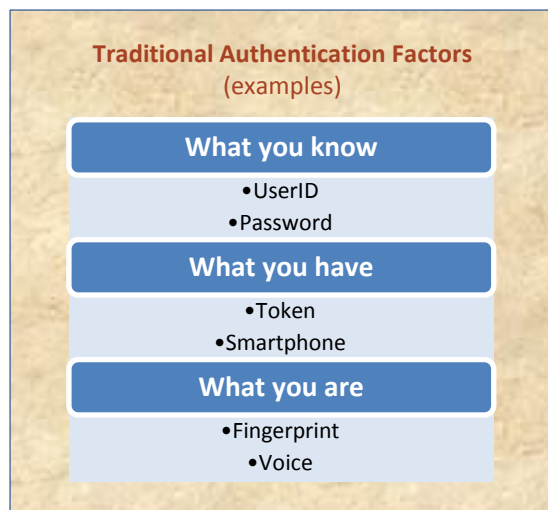 Traditional Authentication Factors
(examples)
What you know
•UserID
•Password
What you have
•Token
•Smartphone
What you are
•Fingerprint
•Voice